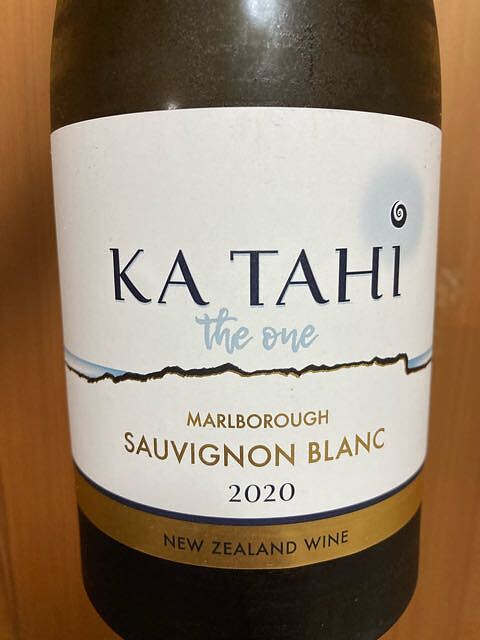 KA TAHi
the one
MARLBOROUGH
SAUVIGNON BLANC
2020
NEW ZEALAND WINE